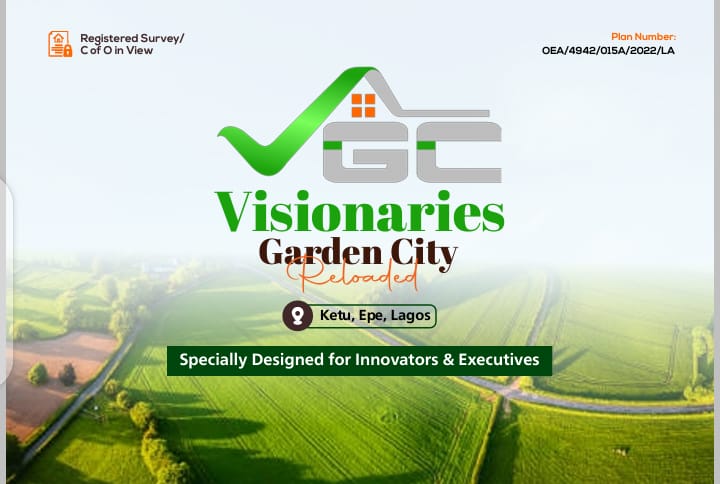 Registered Survey/
C of O in View
Plan Number:
OEA/4942/015A/2022/LA
VGC
Visionaries
Garden City
Reloaded
Ketu, Epe, Lagos
Specially Designed for Innovators & Executives